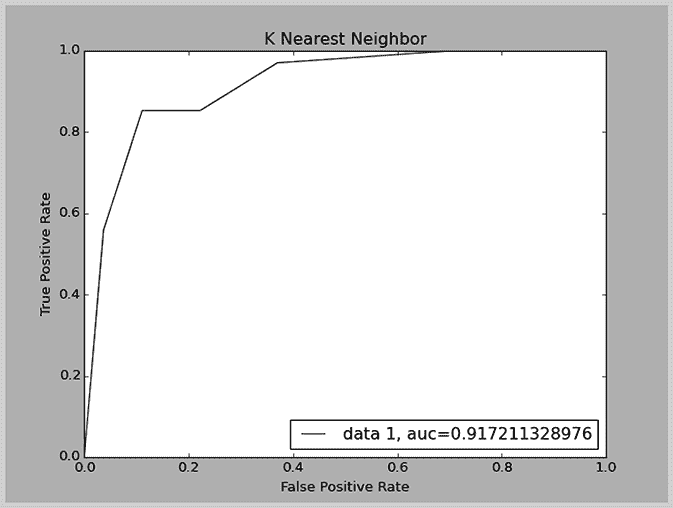 K Nearest Neighbor
1.0
0.8
0.6
0.4
0.2
0.0
True Positive Rate
data 1, auc=0.917211328976
0.0 0.2 0.4 0.6 0.8 1.0
False Positive Rate